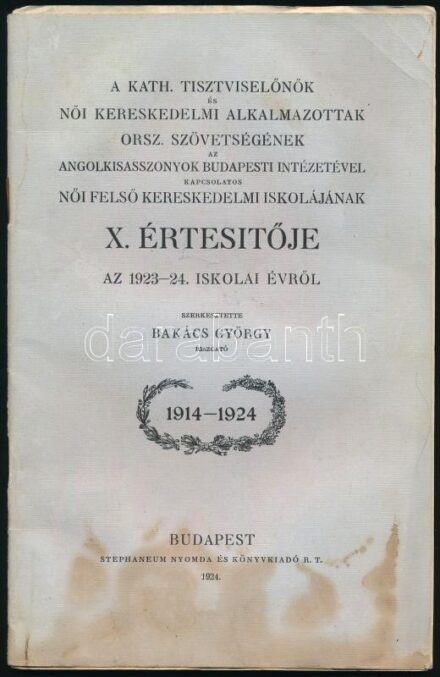 A KATH. TISZTVISELŐNŐK
ÉS
NŐI KERESKEDELMI ALKALMAZOTTAK
ORSZ. SZÖVETSÉGÉNEK
AZ
ANGOLKISASSZONYOK BUDAPESTI INTÉZETÉVEL
KAPCSOLATOS
NŐI FELSŐ KERESKEDELMI ISKOLÁJÁNAK
X. ÉRTESITŐJE
AZ 1923–24. ISKOLAI ÉVRŐL
SZERKESZTETTE
BAKÁCS GYÖRGY
IGAZGATÓ
darabanth
1914–1924
BUDAPEST
STEPHANEUM NYOMDA ÉS KÖNYVKIADÓ R. T.
1924.